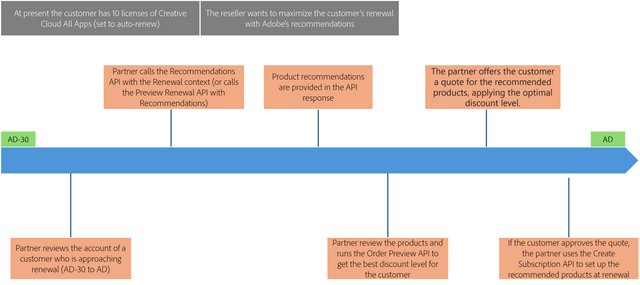 At present the customer has 10 licenses of Creative
Cloud All Apps (set to auto-renew)
The reseller wants to maximize the customer's renewal
with Adobe's recommendations
Partner calls the Recommendations
API with the Renewal context (or calls
the Preview Renewal API with
Recommendations)
Product recommendations
are provided in the API
response
The partner offers the customer
a quote for the recommended
products, applying the optimal
discount level.
AD-30
AD
Partner reviews the account of a
customer who is approaching
renewal (AD-30 to AD)
Partner review the products and
runs the Order Preview API to
get the best discount level for
the customer
If the customer approves the quote,
the partner uses the Create
Subscription API to set up the
recommended products at renewal